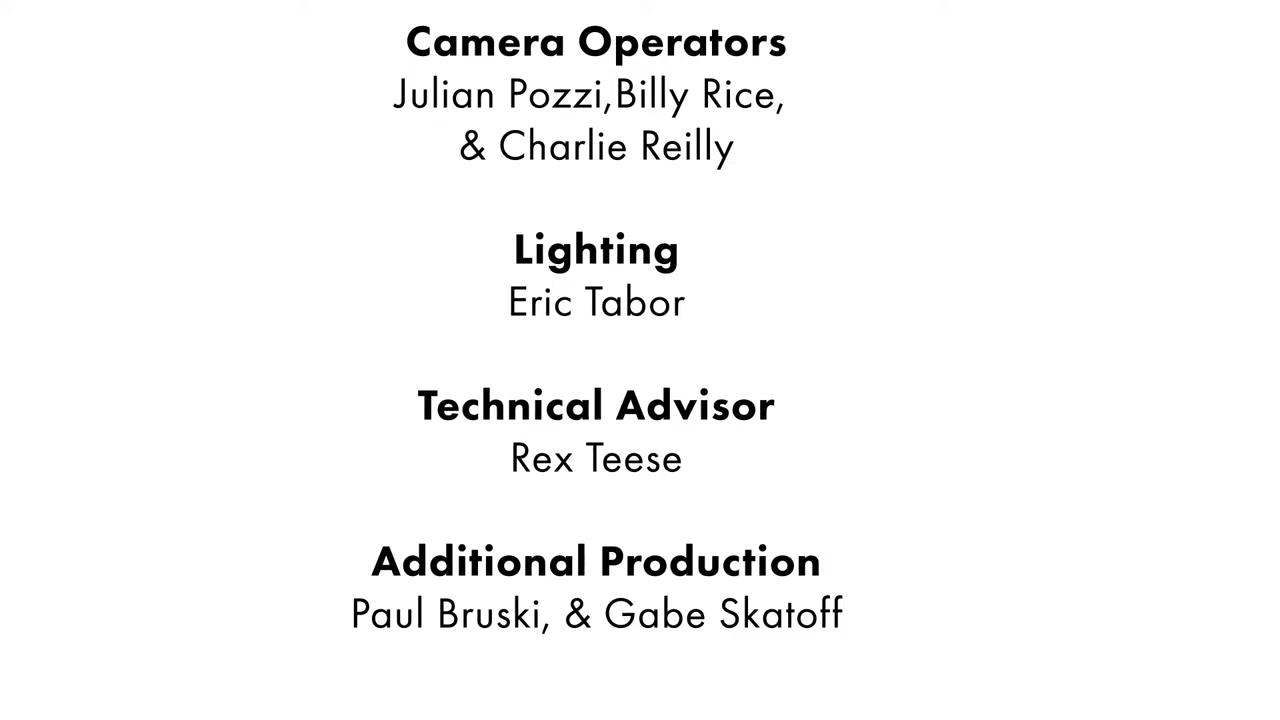 Camera Operators
Julian Pozzi,Billy Rice,
& Charlie Reilly
Lighting
Eric Tabor
Technical Advisor
Rex Teese
Additional Production
Paul Bruski, & Gabe Skatoff